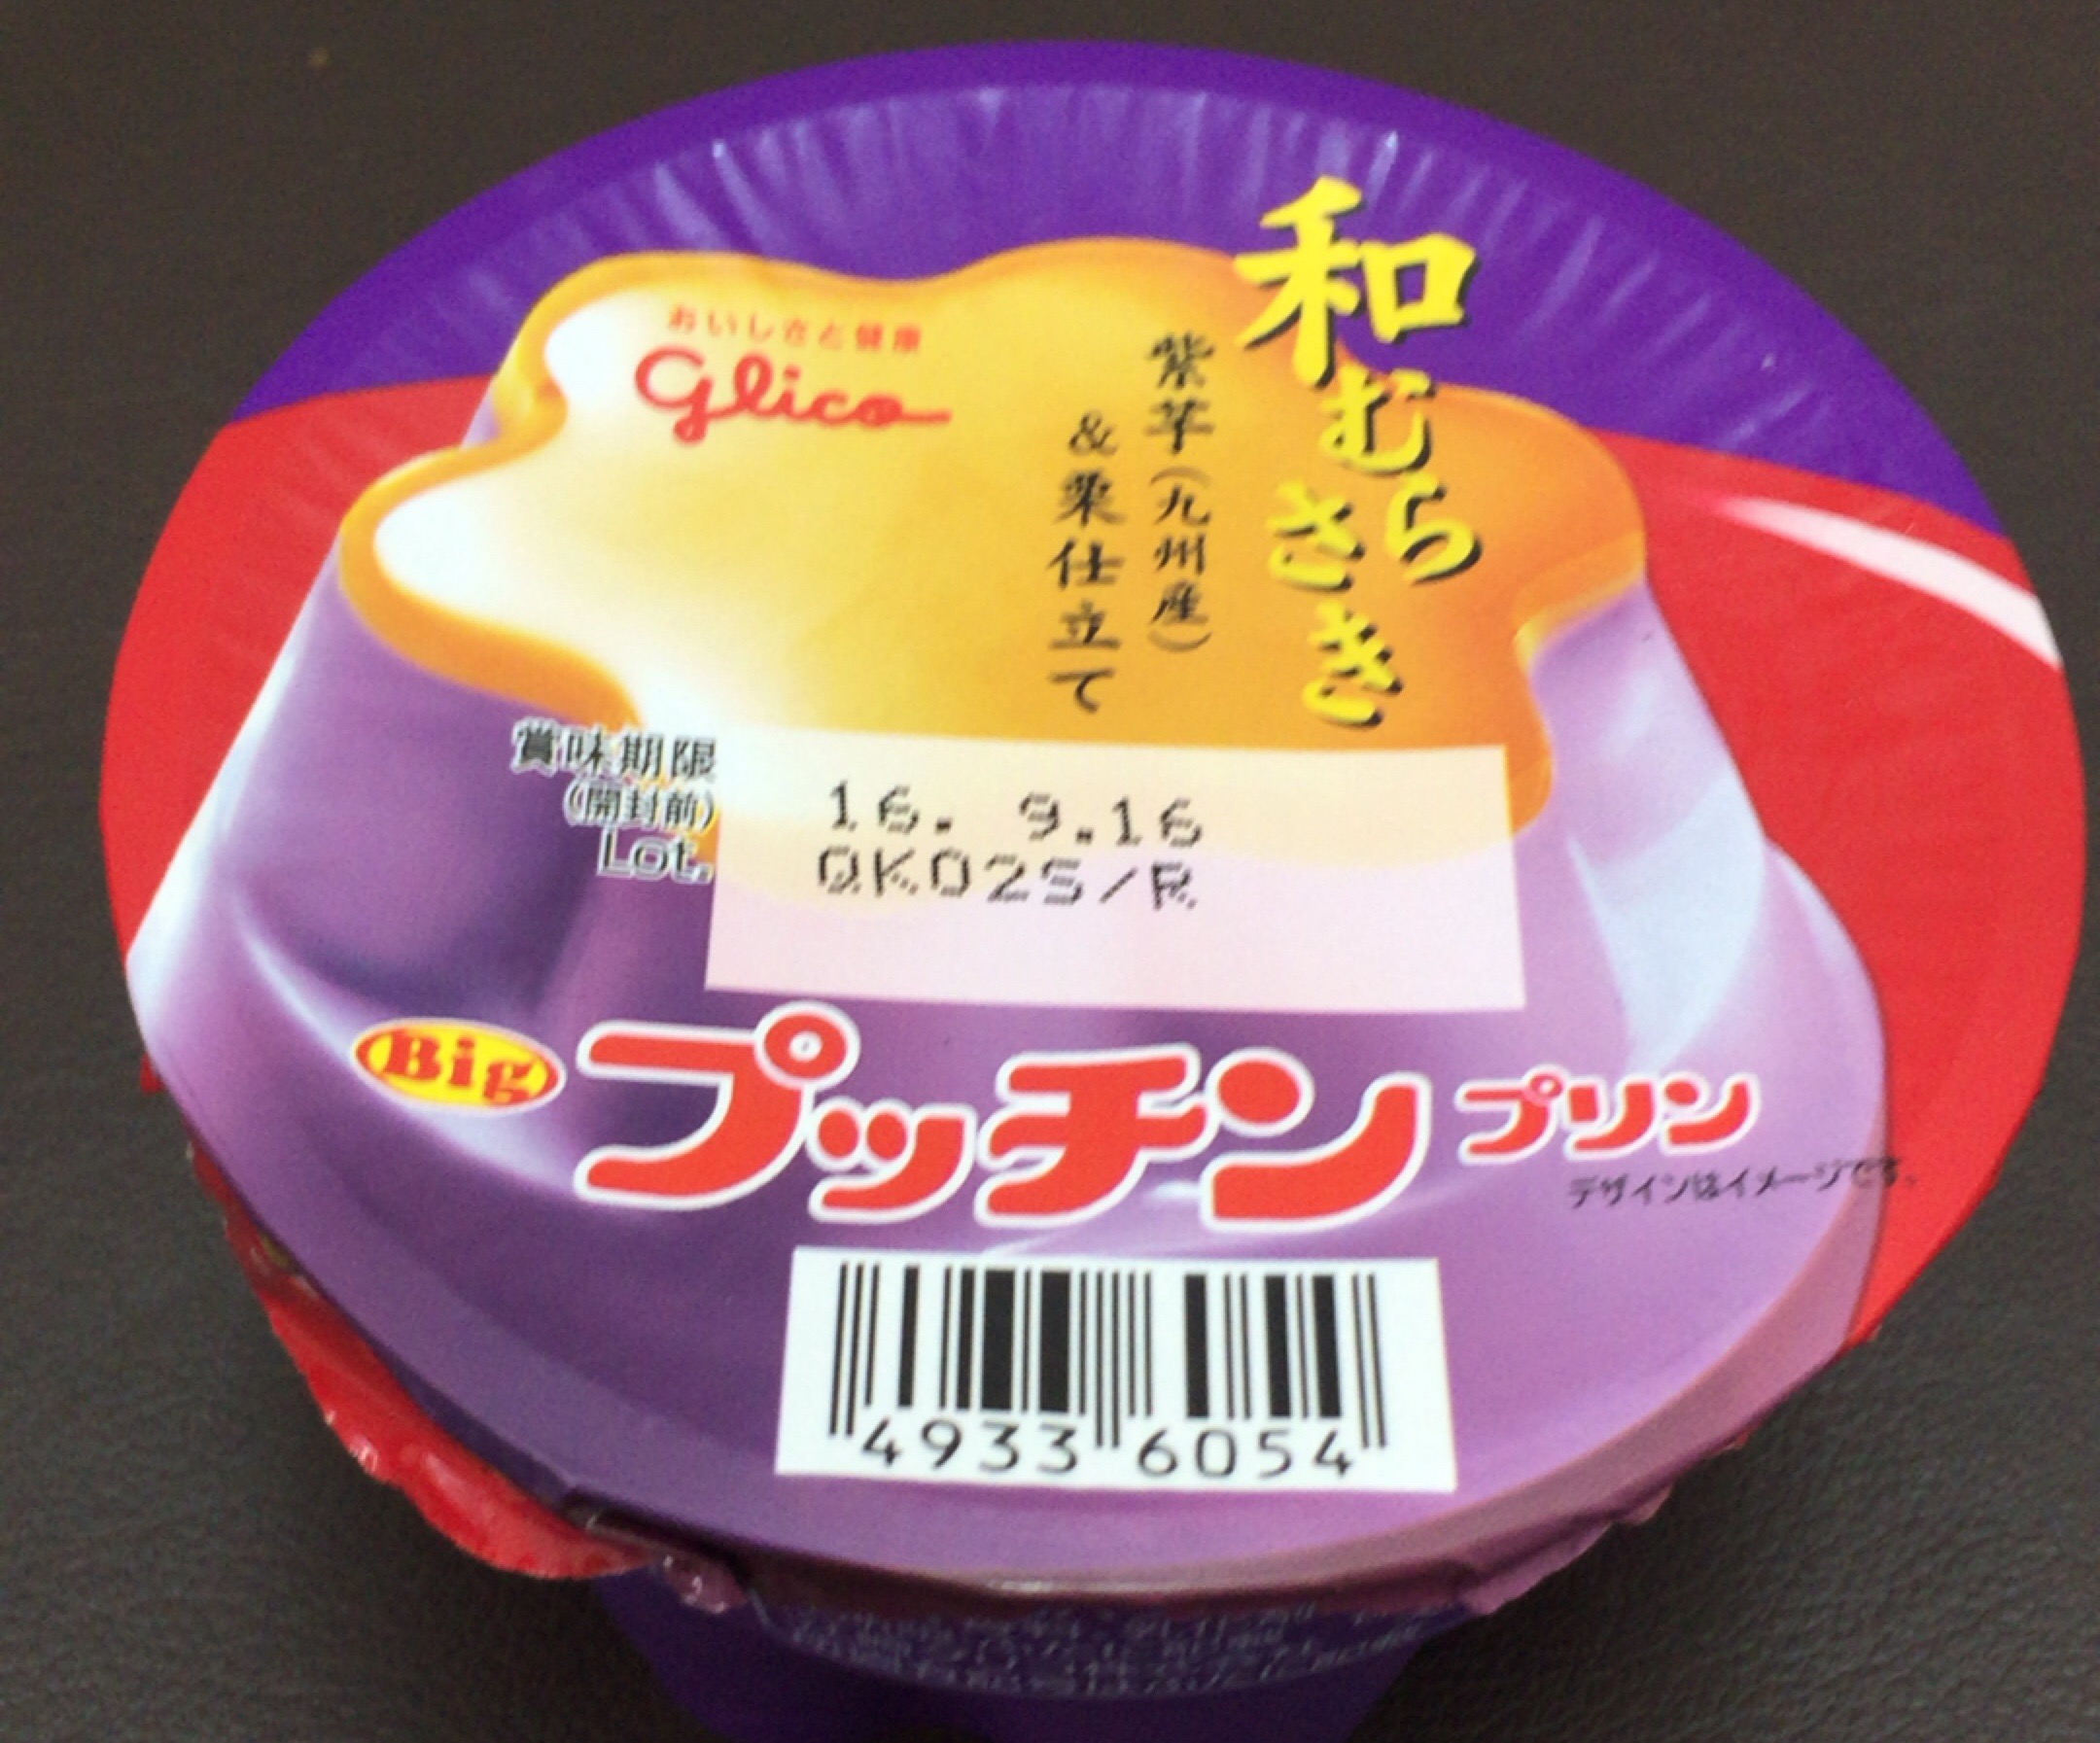 和むらさき
紫芋(九州産)
&栗仕立て
おいしさと健康
glico
賞味期限
(開封前)
Lot.
16. 9.16
QK02S/R
Big プッチンプリン
デザインはイメージです。
4933 6054